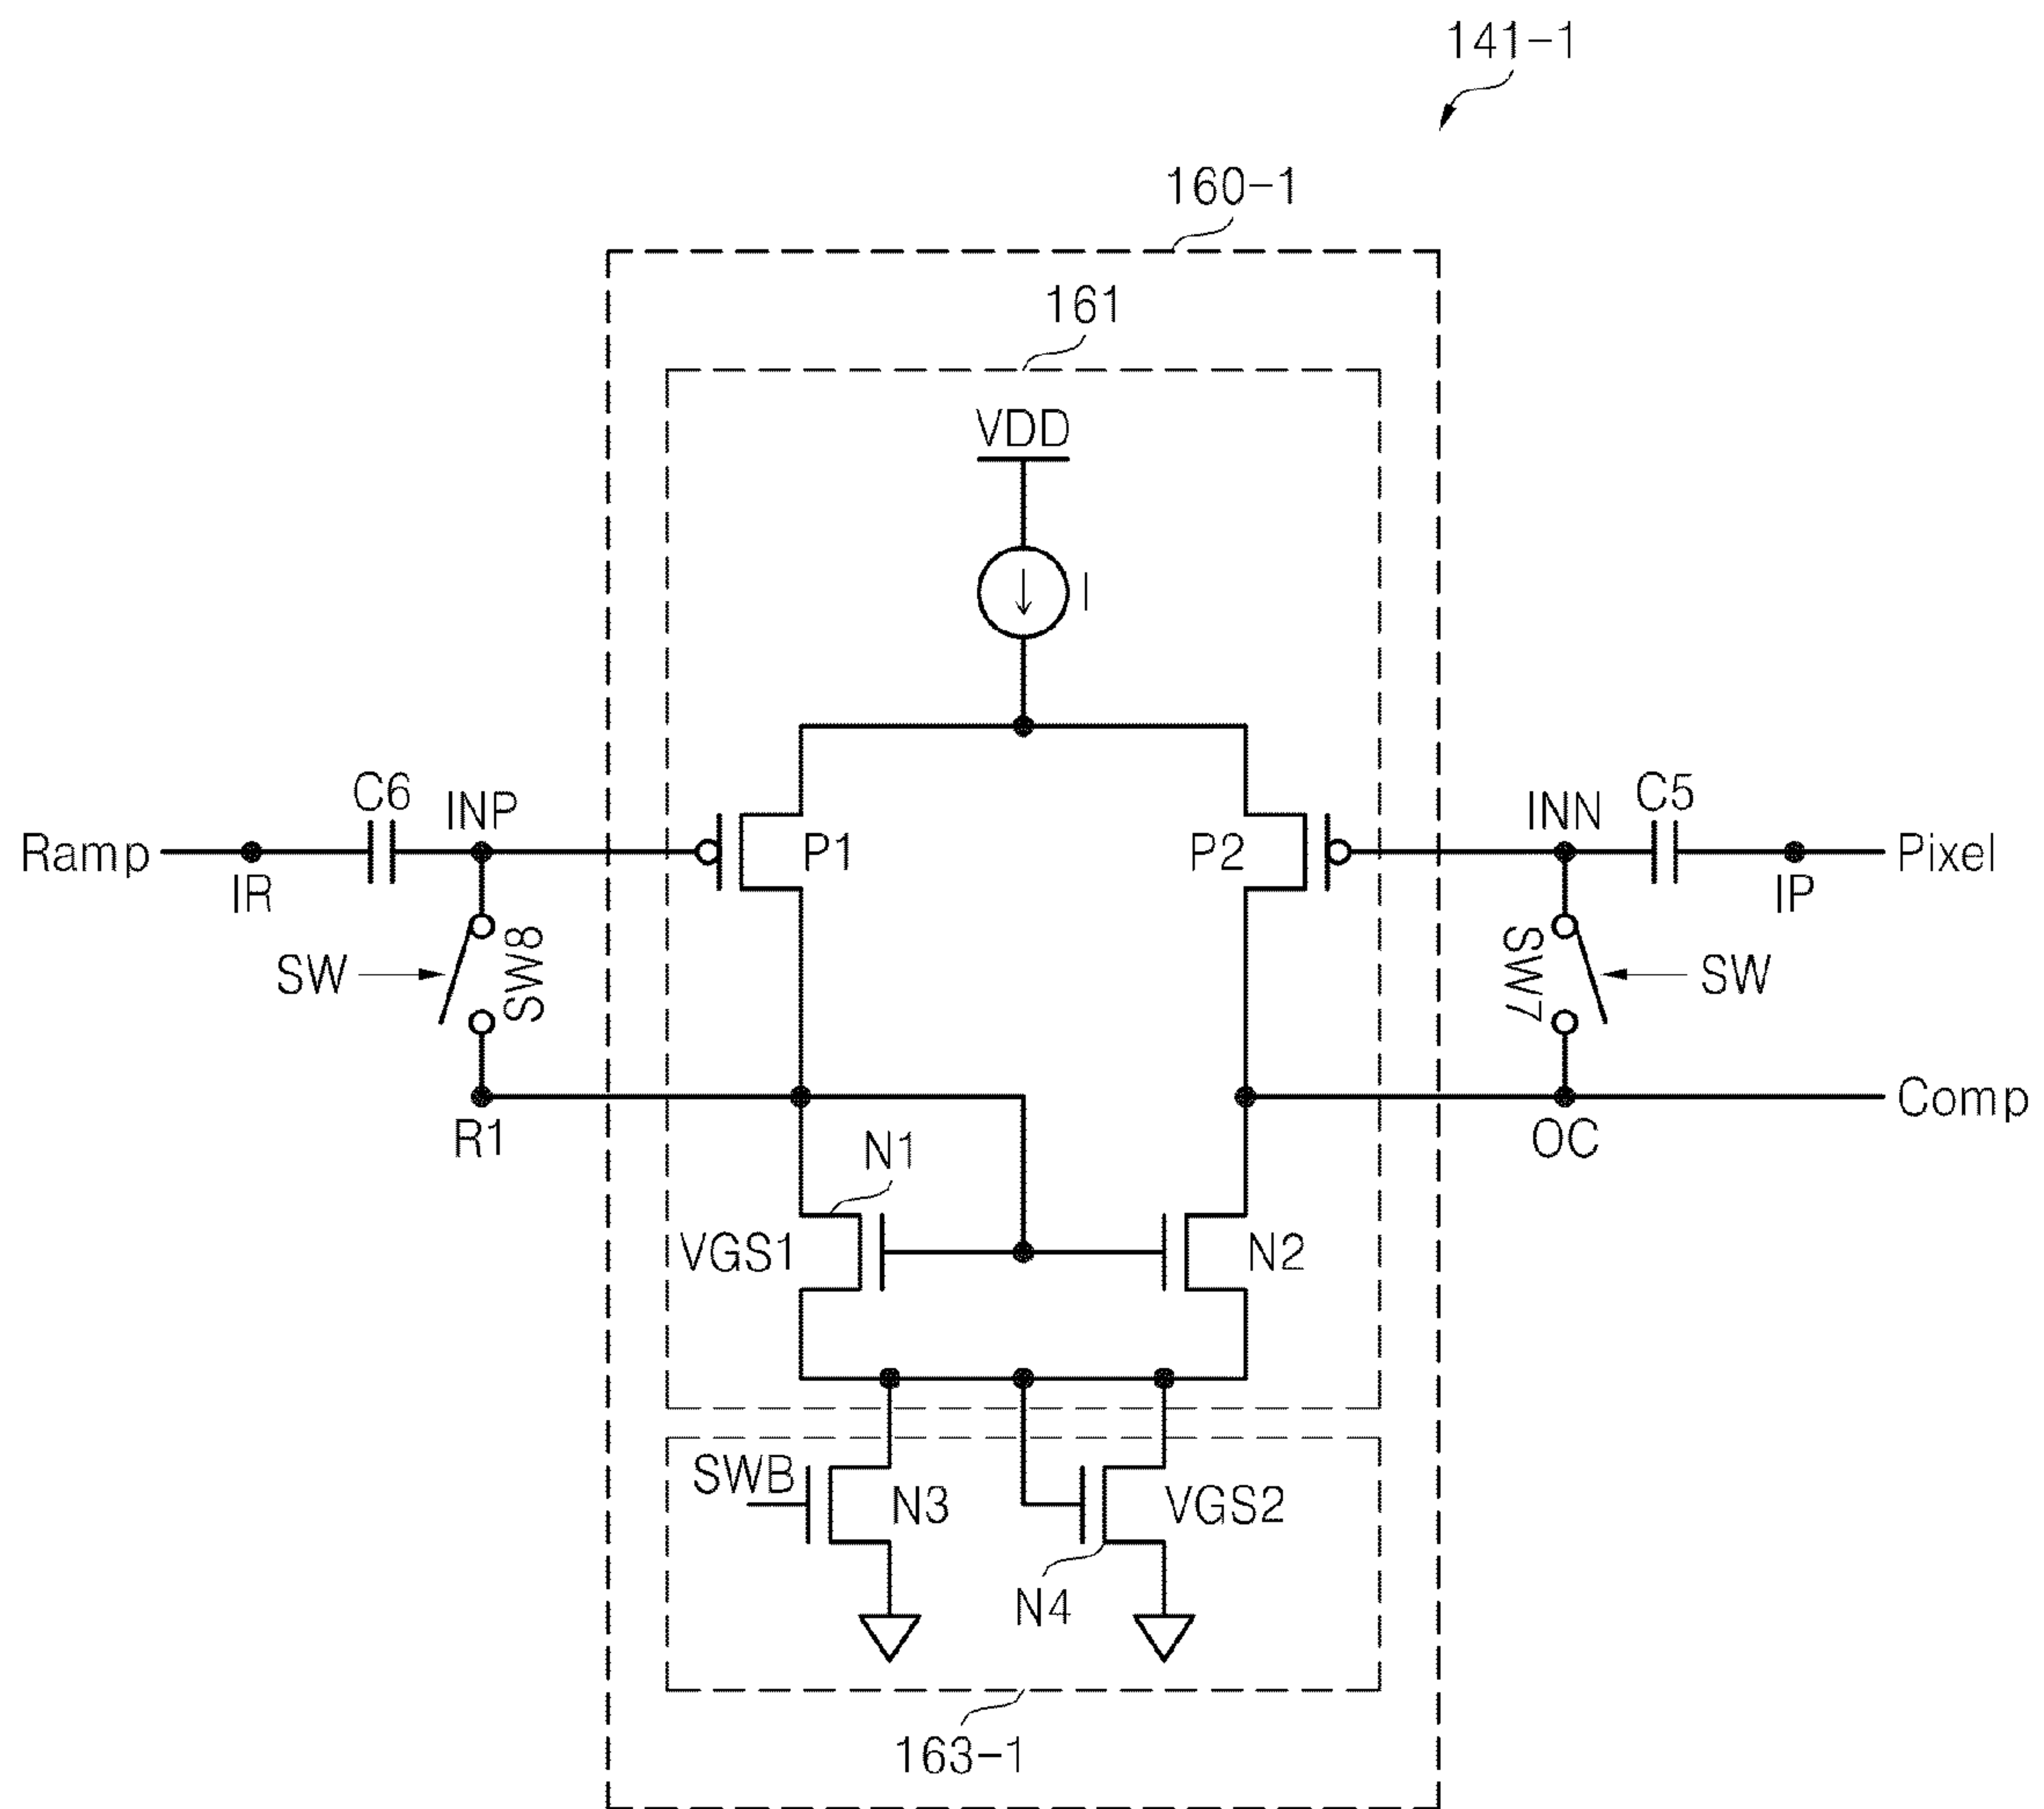 141-1
160-1
161
VDD
I
C6
INP
INN
C5
Ramp
P1
P2
Pixel
IR
IP
SW
SW8
SW7
SW
Comp
R1
OC
N1
VGS1
N2
SWB
N3
VGS2
N4
163-1